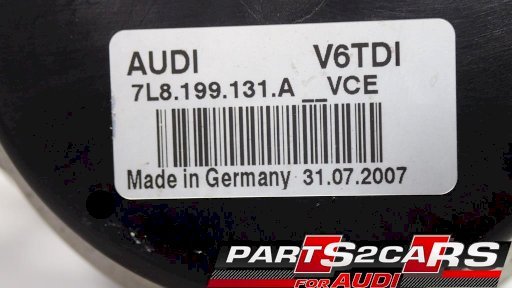 AUDI V6TDI
7L8.199.131.A __VCE
Made in Germany 31.07.2007
PARTS2CARS
FOR AUDI